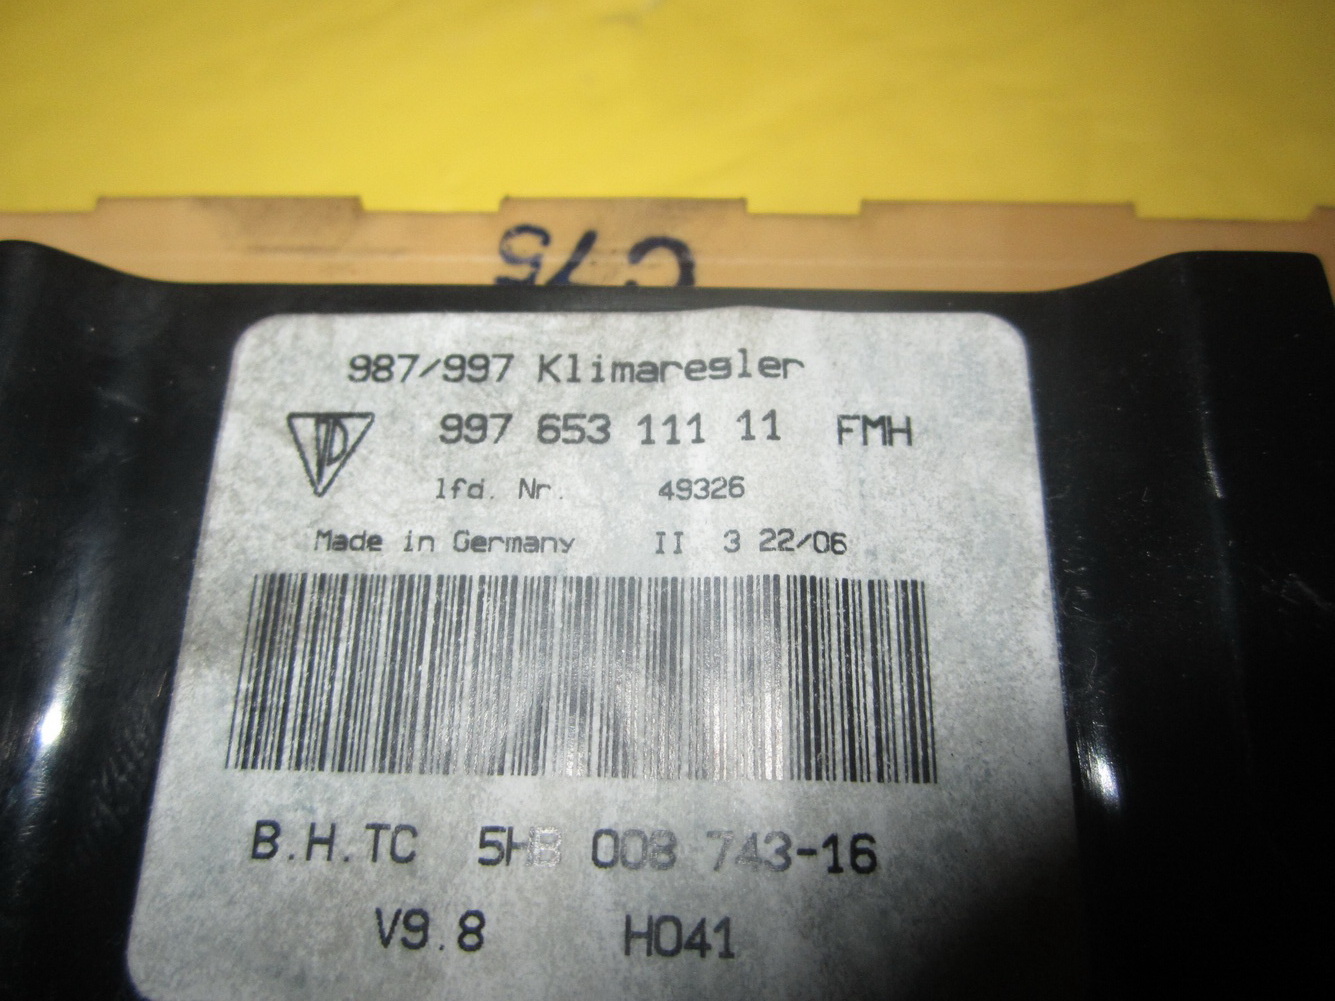 C75
987/997 Klimaregler
997 653 111 11 FMH
lfd. Nr. 49326
Made in Germany II 3 22/06
B.H.TC 5HB 008 743-16
V9.8 H041